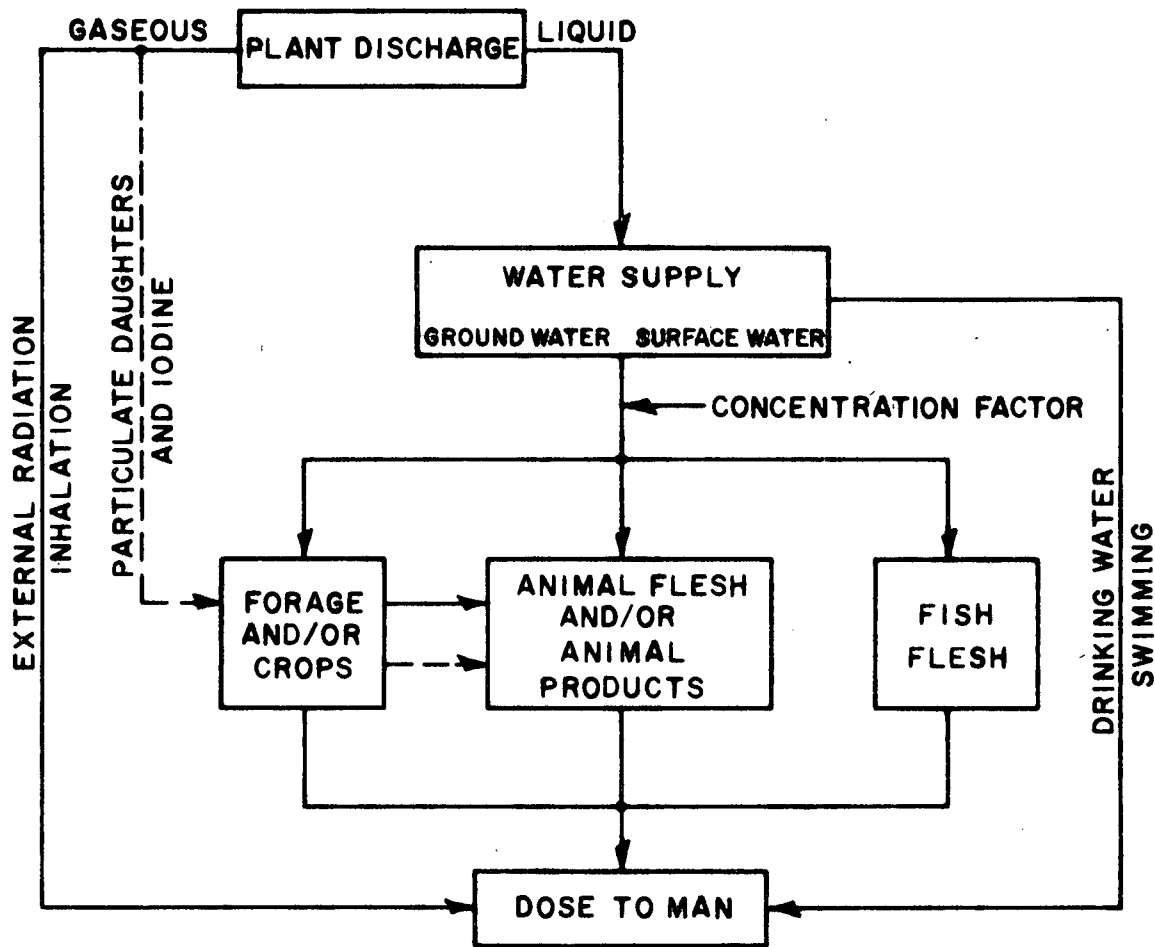 GASEOUS
PLANT DISCHARGE
LIQUID
EXTERNAL RADIATION
INHALATION
PARTICULATE DAUGHTERS
AND IODINE
WATER SUPPLY
GROUND WATER SURFACE WATER
CONCENTRATION FACTOR
FORAGE
AND/OR
CROPS
ANIMAL FLESH
AND/OR
ANIMAL
PRODUCTS
FISH
FLESH
DRINKING WATER
SWIMMING
DOSE TO MAN